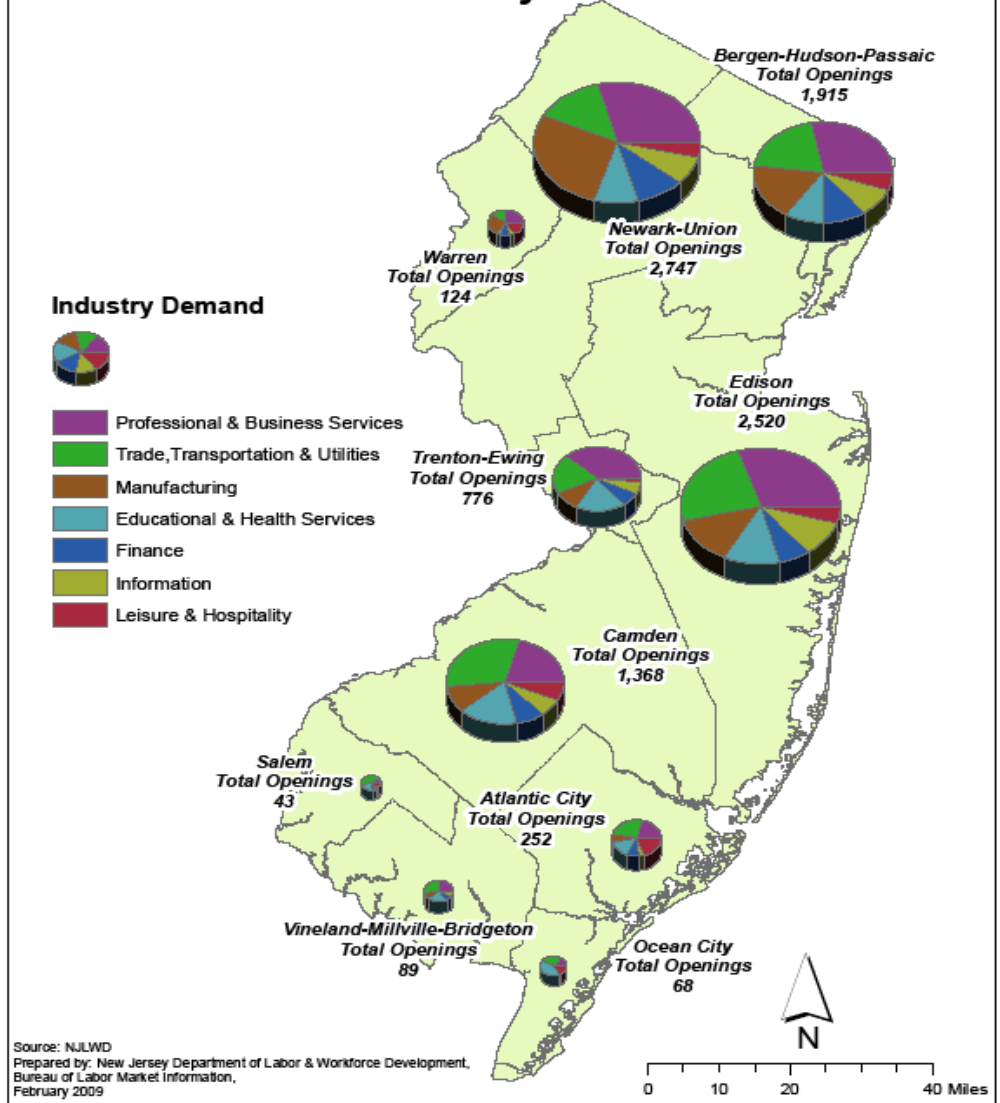 Bergen-Hudson-Passaic
Total Openings
1,915
Newark-Union
Total Openings
2,747
Warren
Total Openings
124
Industry Demand
Professional & Business Services
Trade,Transportation & Utilities
Manufacturing
Educational & Health Services
Finance
Information
Leisure & Hospitality
Edison
Total Openings
2,520
Trenton-Ewing
Total Openings
776
Camden
Total Openings
1,368
Salem
Total Openings
43
Atlantic City
Total Openings
252
Vineland-Millville-Bridgeton
Total Openings
89
Ocean City
Total Openings
68
N
Source: NJLWD
Prepared by: New Jersey Department of Labor & Workforce Development,
Bureau of Labor Market Information,
February 2009
0 10 20 40 Miles